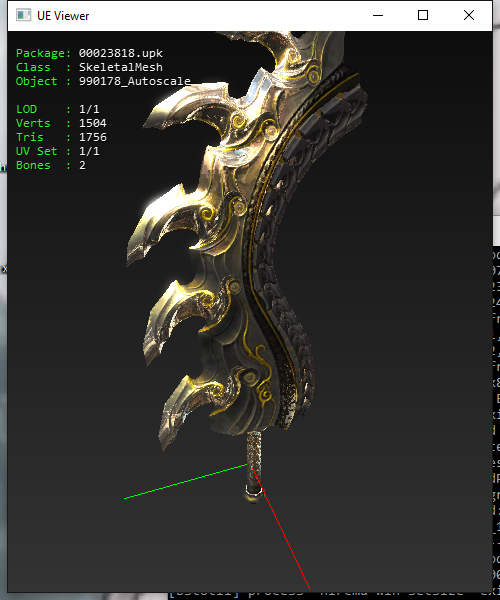 UE Viewer
Package: 00023818.upk
Class  : SkeletalMesh
Object : 990178_Autoscale
LOD    : 1/1
Verts  : 1504
Tris   : 1756
UV Set : 1/1
Bones  : 2